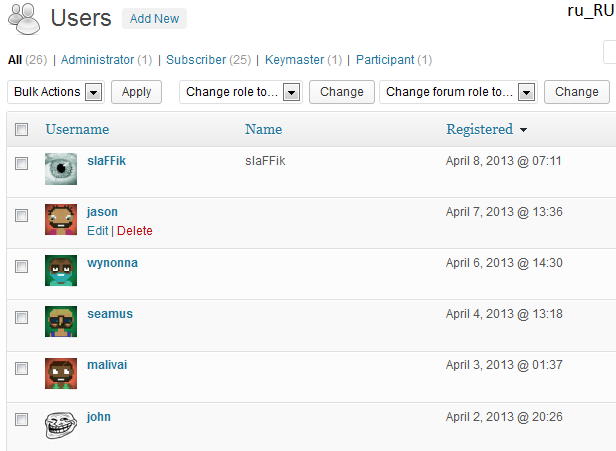 Users Add New ru_RU
All (26) | Administrator (1) | Subscriber (25) | Keymaster (1) | Participant (1)
Bulk Actions Apply Change role to... Change Change forum role to... Change
Username Name Registered
slaFFik slaFFik April 8, 2013 @ 07:11
jason April 7, 2013 @ 13:36
Edit | Delete
wynonna April 6, 2013 @ 14:30
seamus April 4, 2013 @ 13:18
malivai April 3, 2013 @ 01:37
john April 2, 2013 @ 20:26